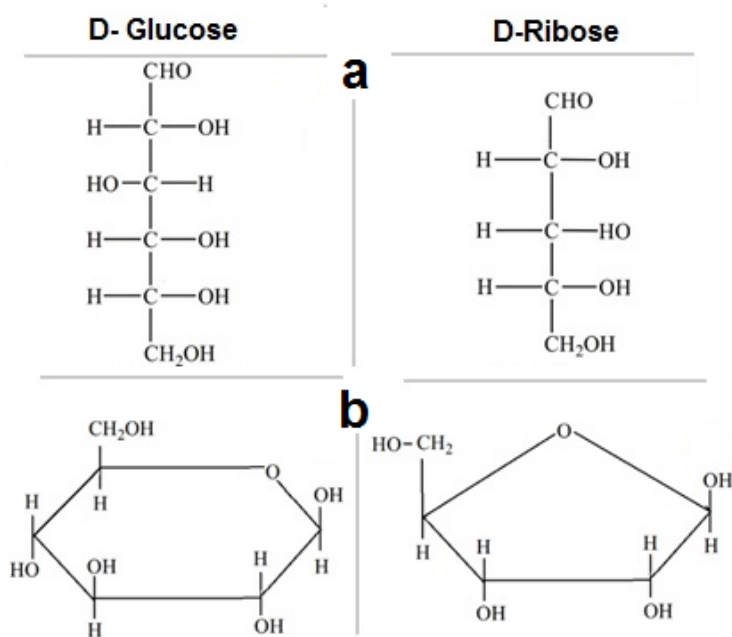 D- Glucose
D-Ribose
a
CHO
H C OH
HO C H
H C OH
H C OH
CH₂OH
CHO
H C OH
H C HO
H C OH
CH₂OH
b
CH₂OH
O
H
H
OH
HO
OH
H
H
H
OH
HO-CH₂
O
OH
H
H
H
H
OH
OH